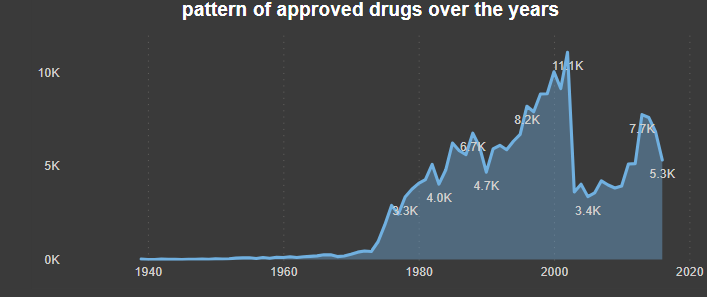 pattern of approved drugs over the years
10K
5K
0K
11.1K
8.2K
7.7K
6.7K
5.3K
4.7K
4.0K
3.3K
3.4K
1940 1960 1980 2000 2020